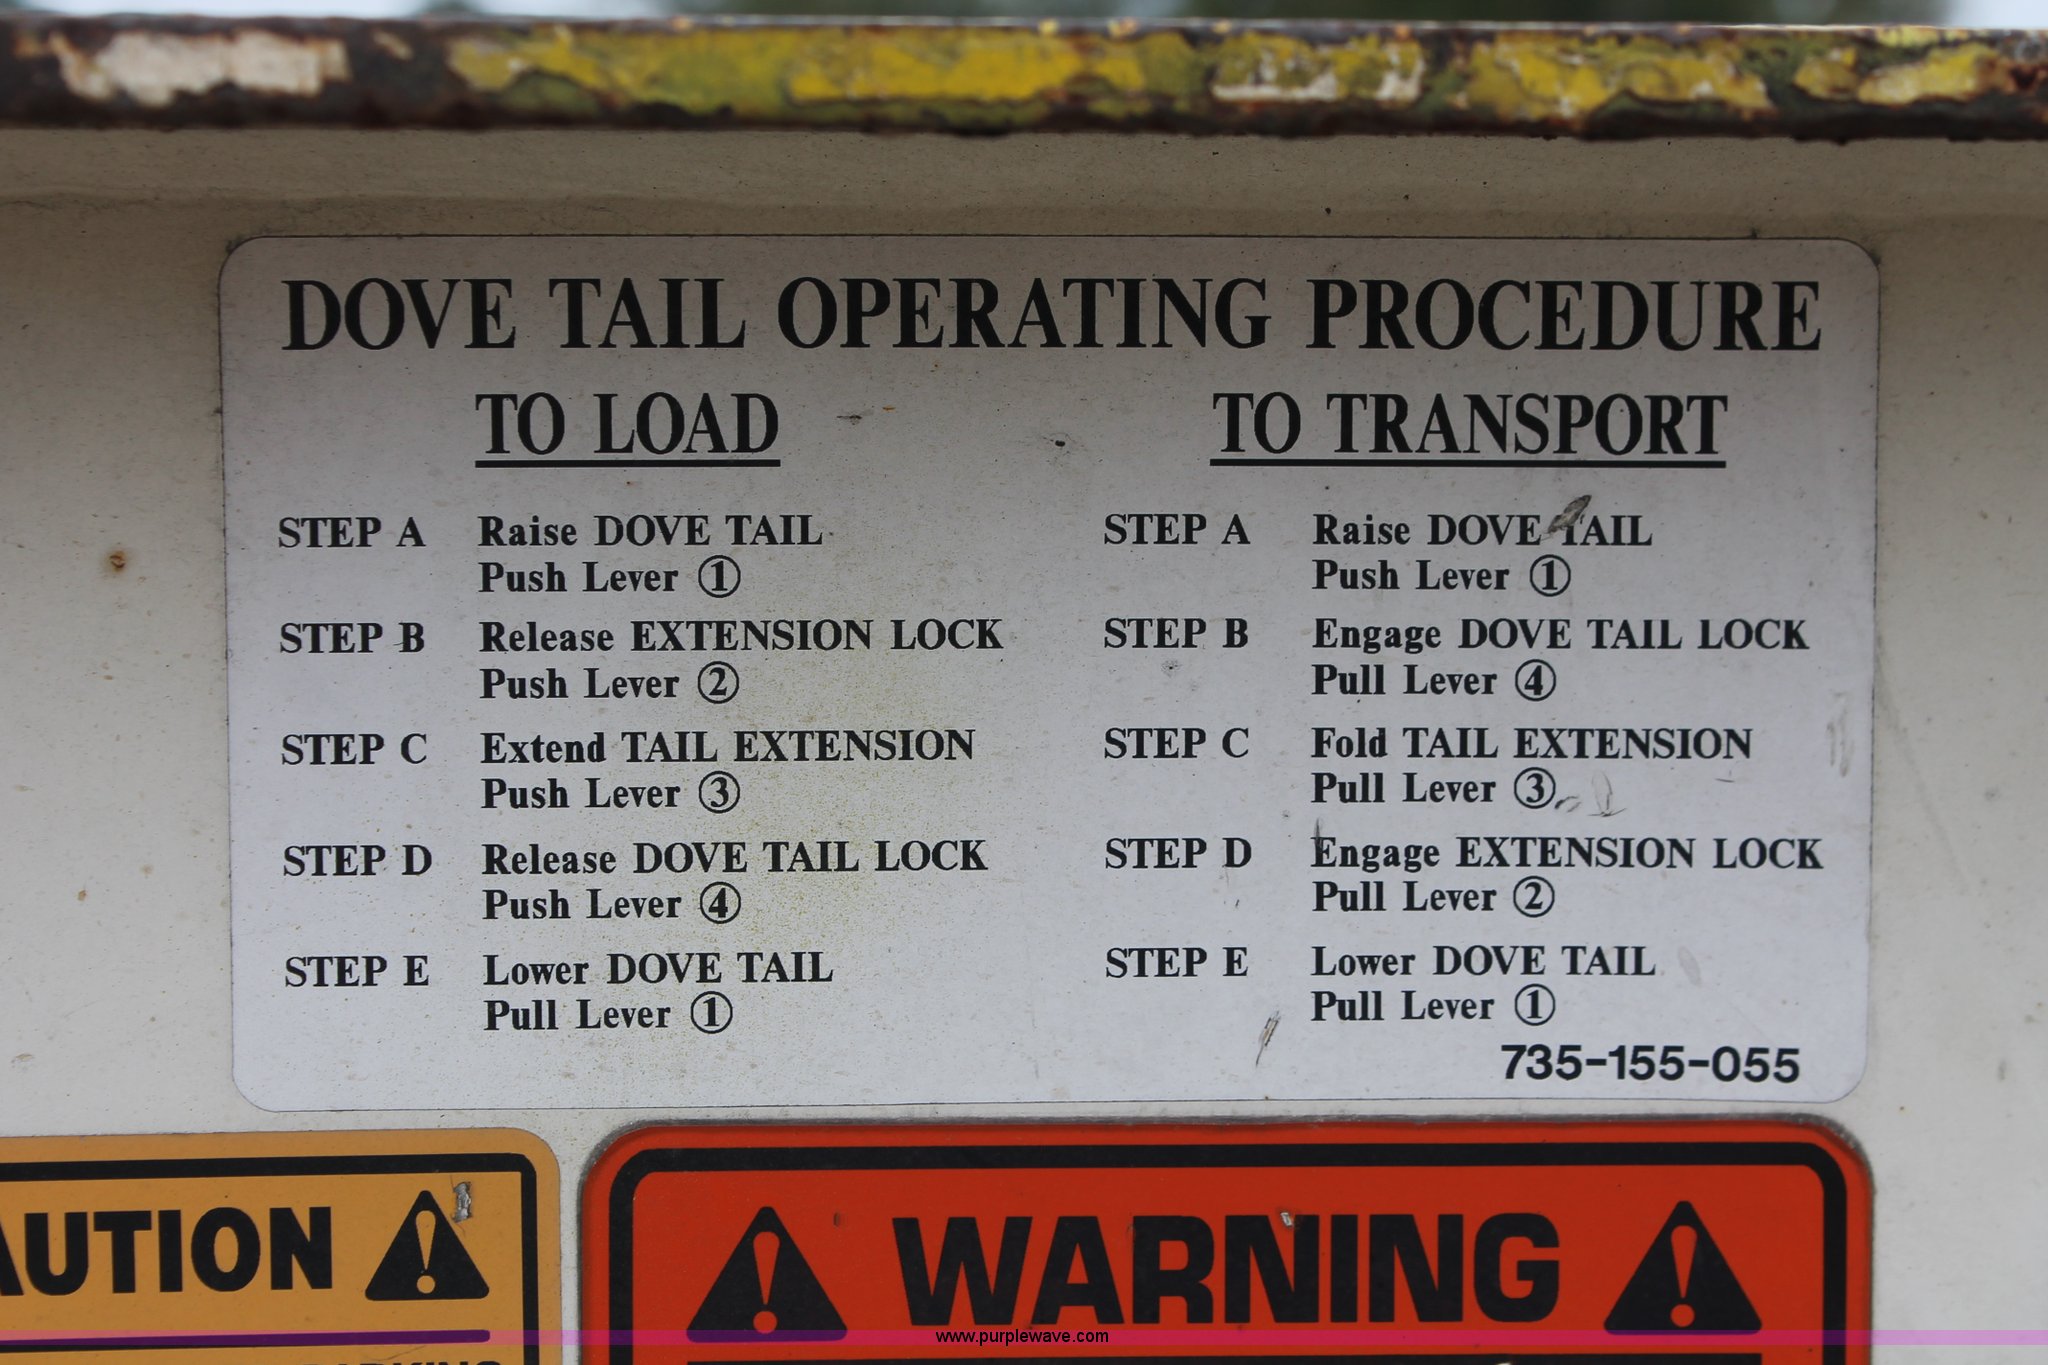 DOVE TAIL OPERATING PROCEDURE
TO LOAD
STEP A Raise DOVE TAIL
Push Lever ①
STEP B Release EXTENSION LOCK
Push Lever ②
STEP C Extend TAIL EXTENSION
Push Lever ③
STEP D Release DOVE TAIL LOCK
Push Lever ④
STEP E Lower DOVE TAIL
Pull Lever ①
TO TRANSPORT
STEP A Raise DOVE TAIL
Push Lever ①
STEP B Engage DOVE TAIL LOCK
Pull Lever ④
STEP C Fold TAIL EXTENSION
Pull Lever ③
STEP D Engage EXTENSION LOCK
Pull Lever ②
STEP E Lower DOVE TAIL
Pull Lever ①
735-155-055
AUTION
WARNING
www.purplewave.com